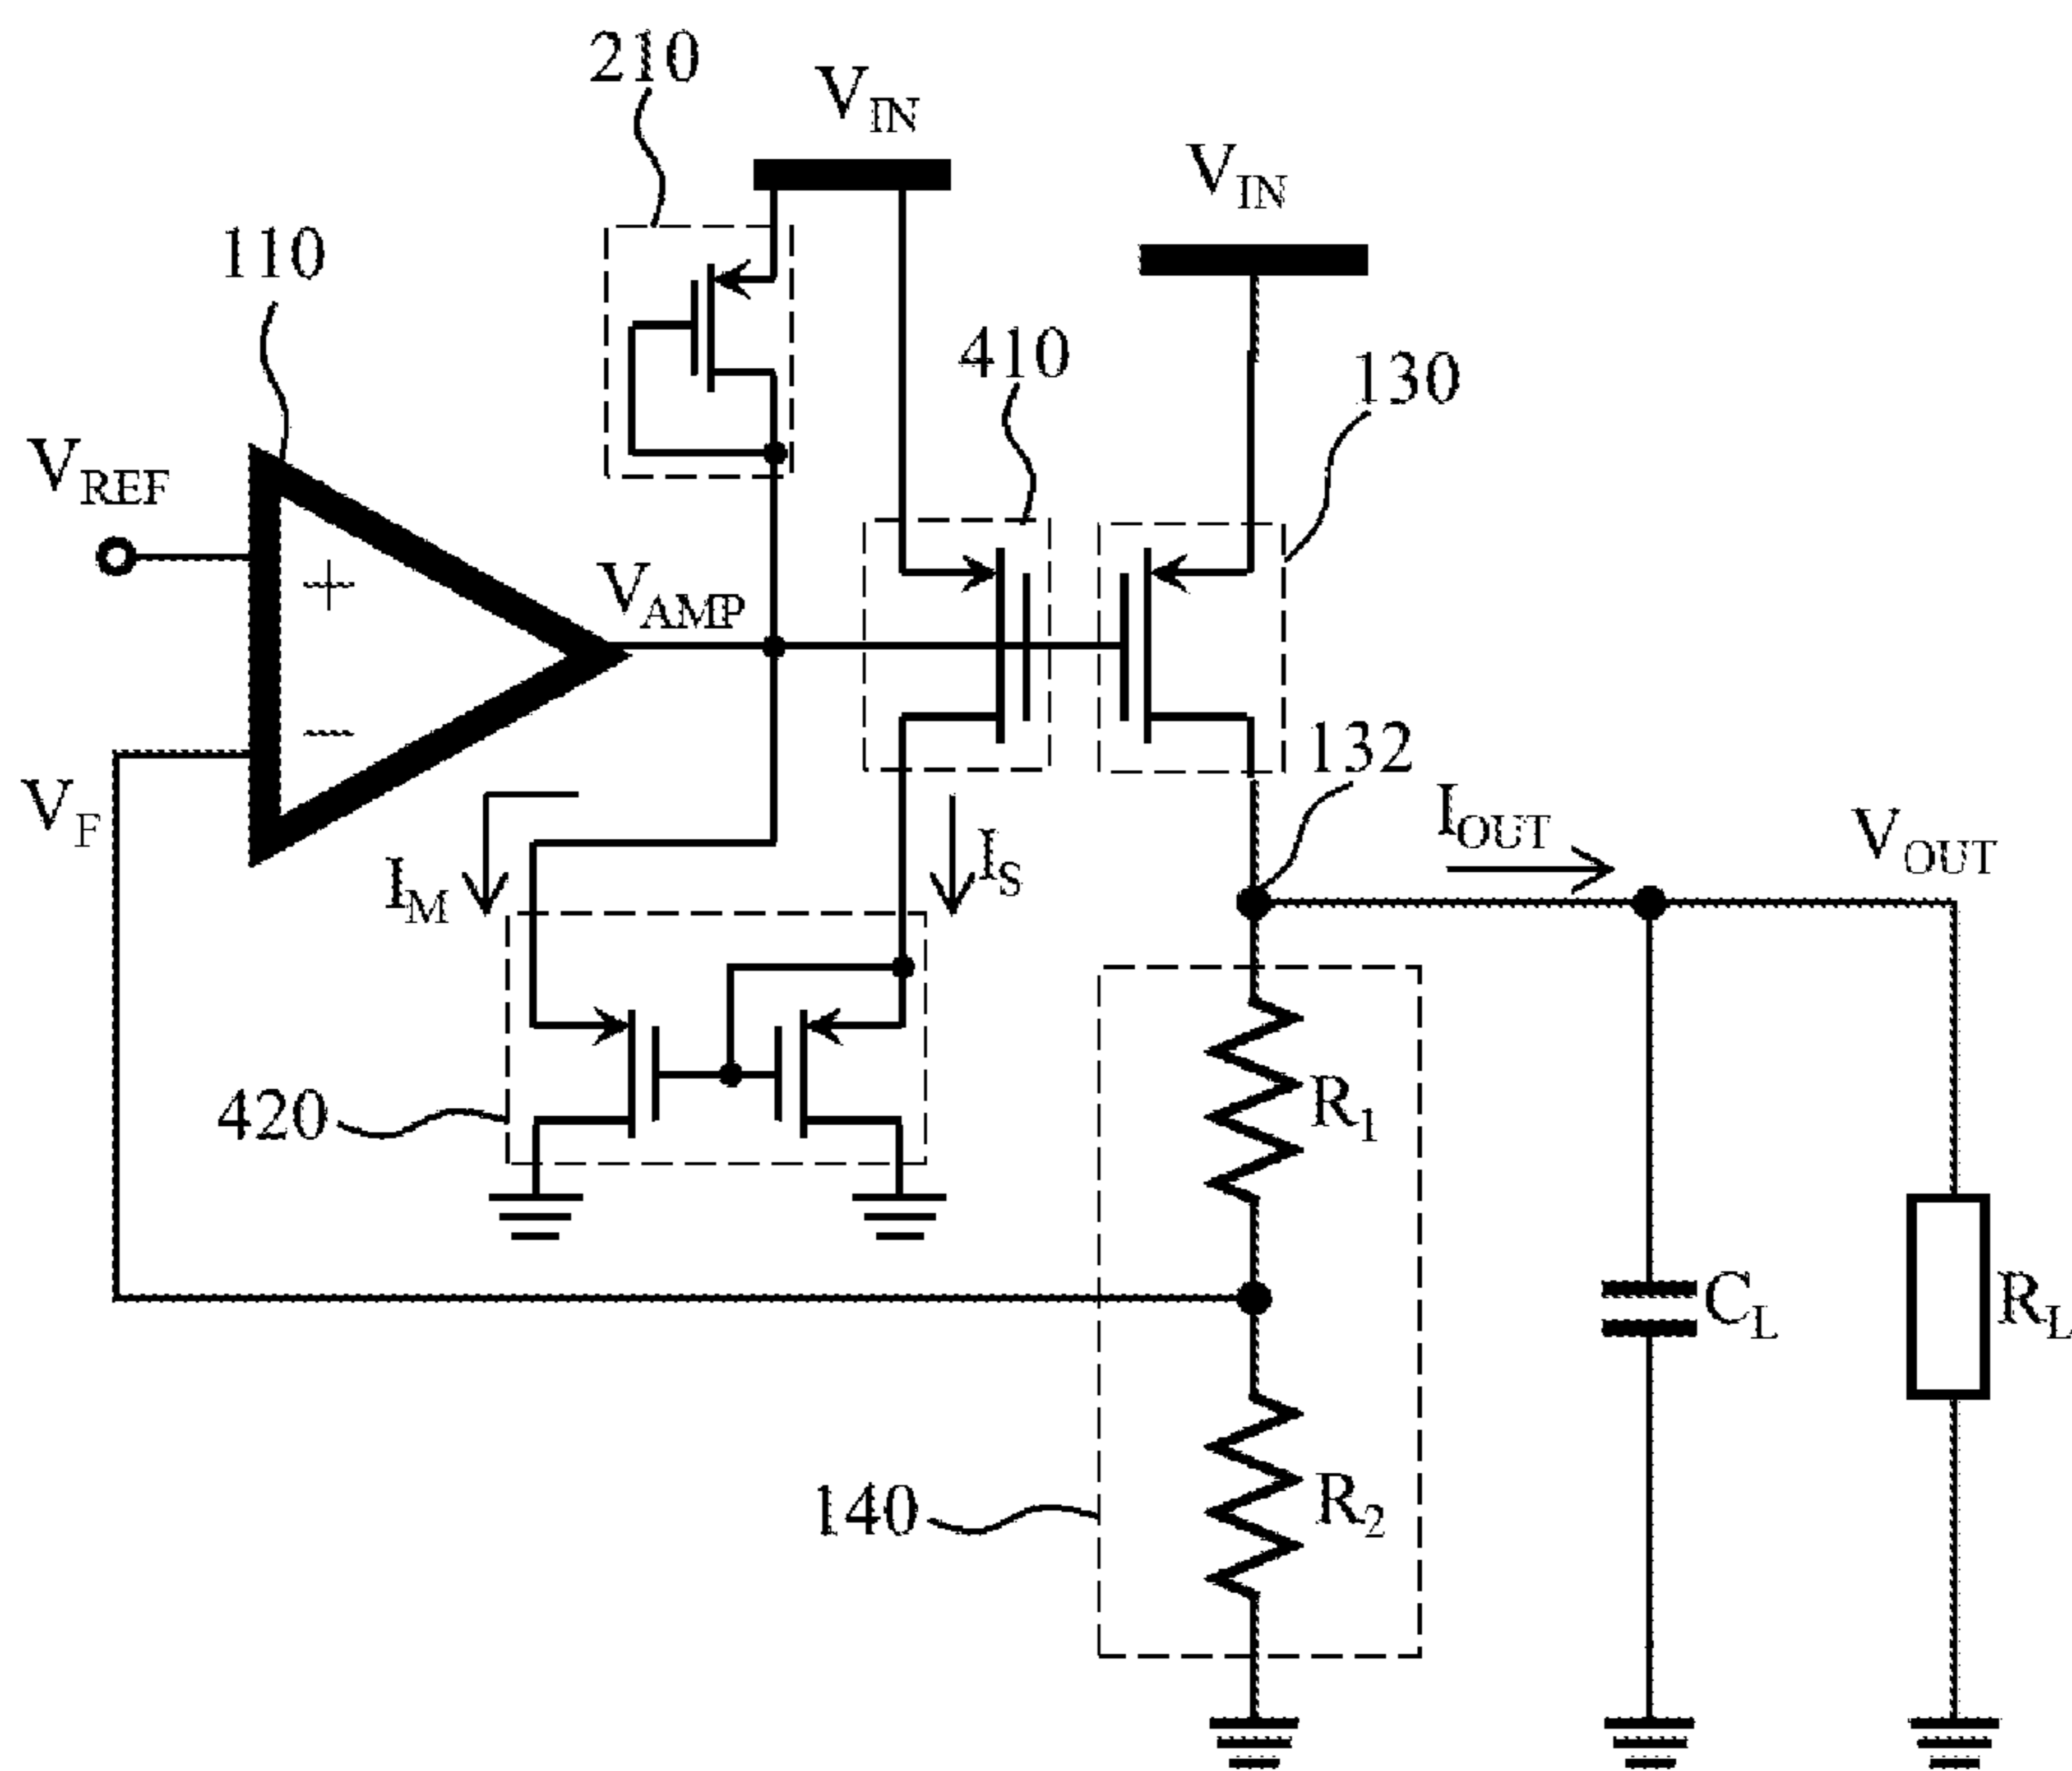 210
V_IN
V_IN
110
410
130
V_REF
+
V_AMP
−
132
V_F
I_M
I_S
I_OUT
V_OUT
420
R_1
C_L
R_L
140
R_2